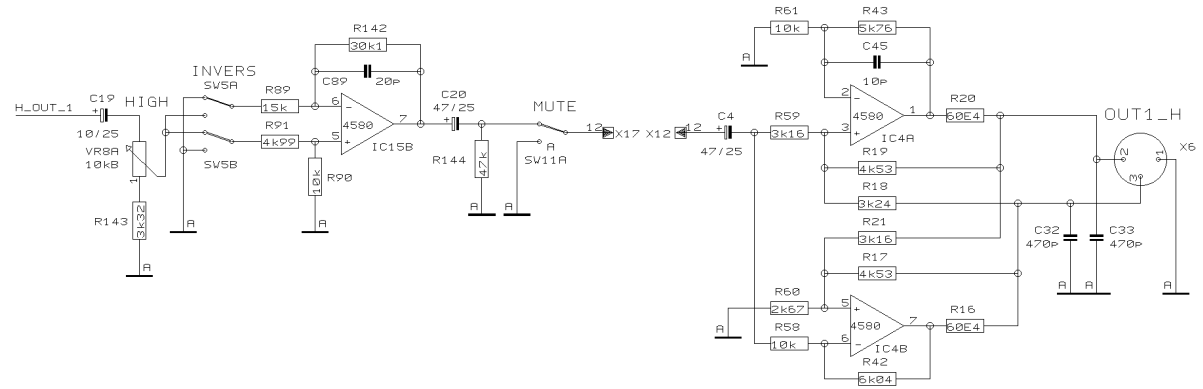 H_OUT_1
C19
+
10/25
HIGH
VR8A
10kB
1
R143
3k32
A
INVERS
SW5A
SW5B
A
R89
15k
R91
4k99
R90
10k
A
R142
30k1
C89
20p
6
−
4580
5
+
7
IC15B
C20
47/25
+
R144
47k
A
MUTE
A
SW11A
A
12
X17
X12
12
C4
+
47/25
R61
10k
A
R43
5k76
C45
10p
R59
3k16
2
−
4580
3
+
1
IC4A
R20
60E4
R19
4k53
R18
3k24
R21
3k16
R17
4k53
R60
2k67
A
R58
10k
5
+
4580
6
−
7
IC4B
R16
60E4
R42
6k04
OUT1_H
X6
2
1
3
C32
470p
C33
470p
A
A
A